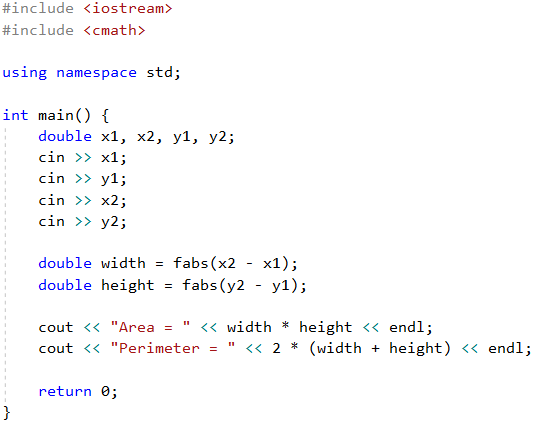 #include <iostream>
#include <cmath>

using namespace std;

int main() {
    double x1, x2, y1, y2;
    cin >> x1;
    cin >> y1;
    cin >> x2;
    cin >> y2;

    double width = fabs(x2 - x1);
    double height = fabs(y2 - y1);

    cout << "Area = " << width * height << endl;
    cout << "Perimeter = " << 2 * (width + height) << endl;

    return 0;
}